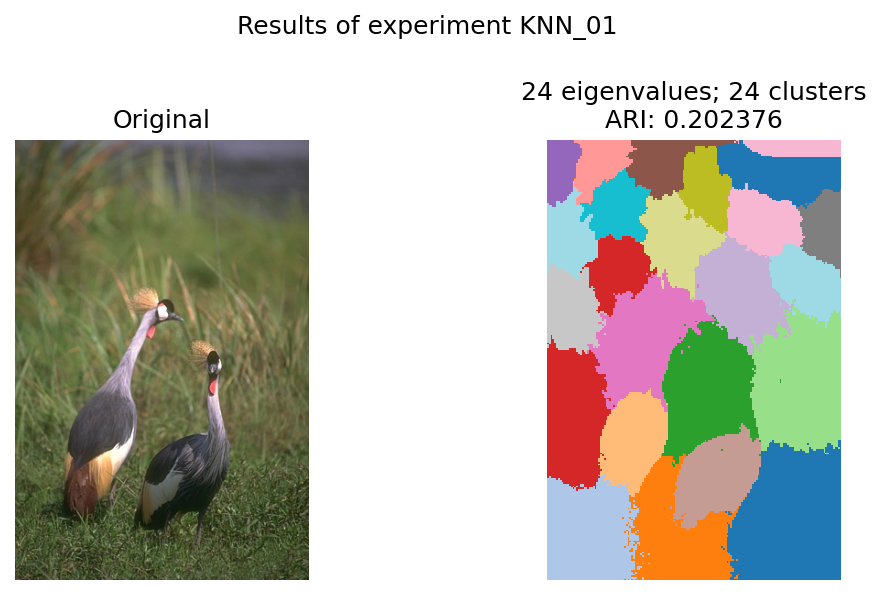 Results of experiment KNN_01
Original
24 eigenvalues; 24 clusters
ARI: 0.202376